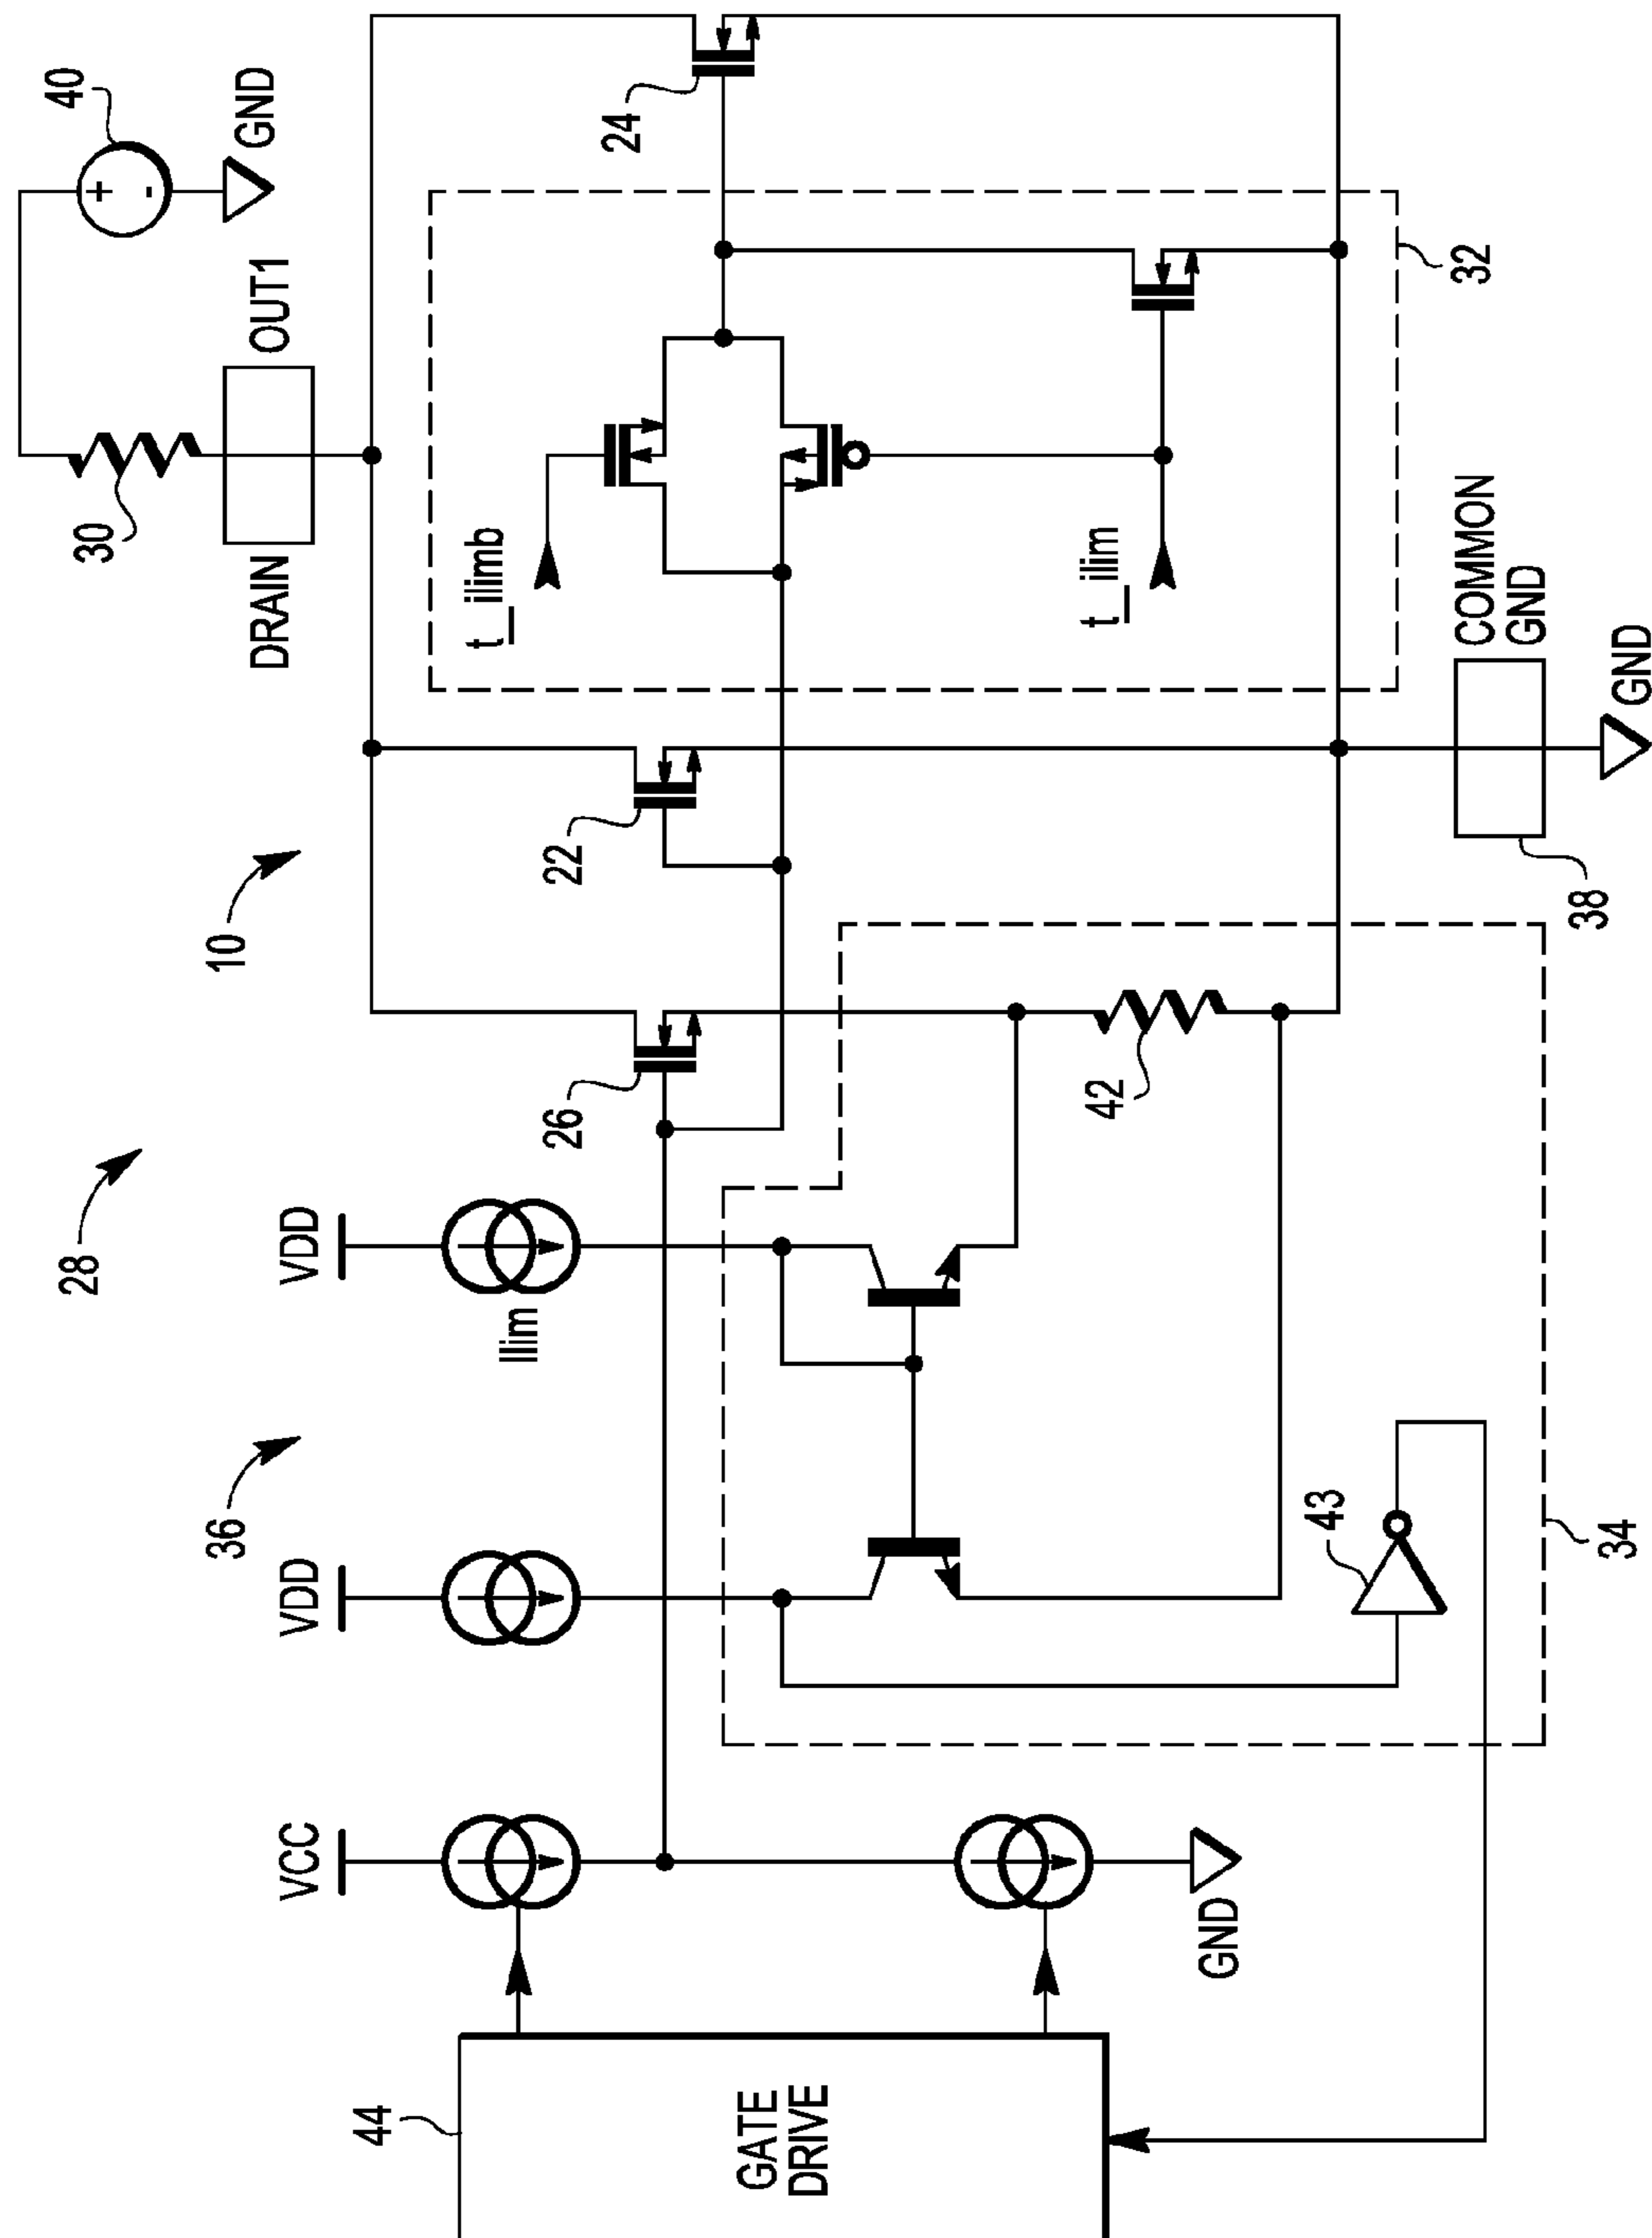 28
36
10
40
GND
30
DRAIN
OUT1
VCC
VDD
VDD
Ilim
26
22
24
t_ilimb
t_ilim
32
44
GATE
DRIVE
GND
43
42
34
38
COMMON
GND
GND